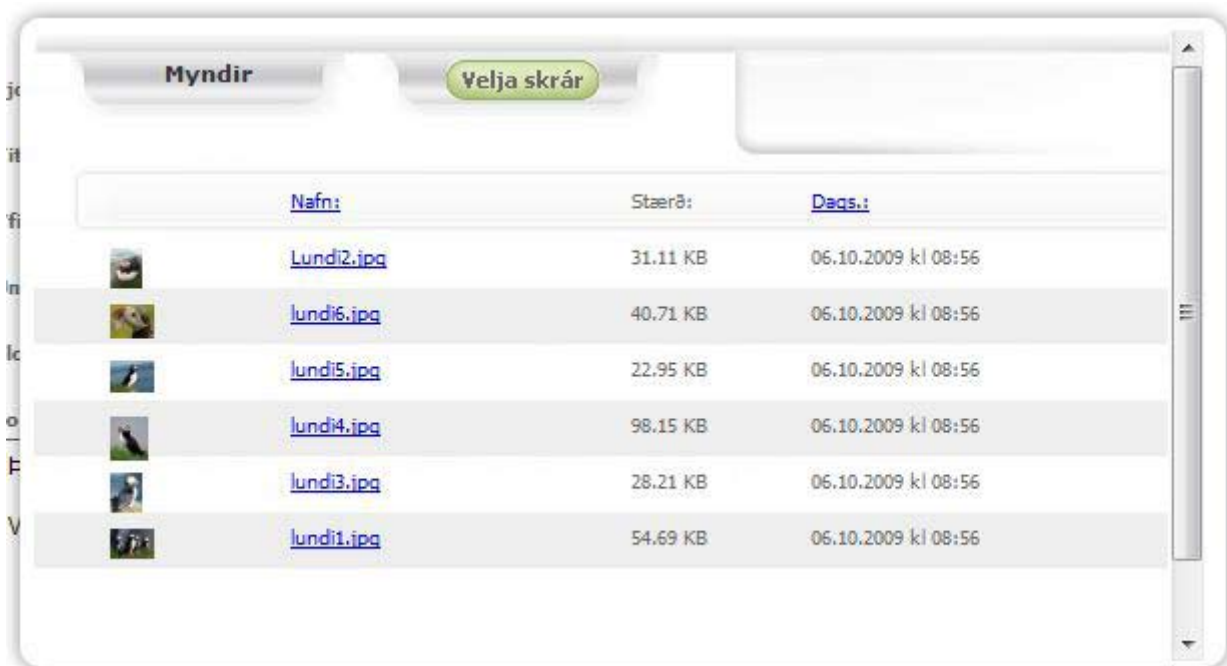 Myndir Velja skrár
Nafn: Stærð: Dags.:
Lundi2.jpg 31.11 KB 06.10.2009 kl 08:56
lundi6.jpg 40.71 KB 06.10.2009 kl 08:56
lundi5.jpg 22.95 KB 06.10.2009 kl 08:56
lundi4.jpg 98.15 KB 06.10.2009 kl 08:56
lundi3.jpg 28.21 KB 06.10.2009 kl 08:56
lundi1.jpg 54.69 KB 06.10.2009 kl 08:56